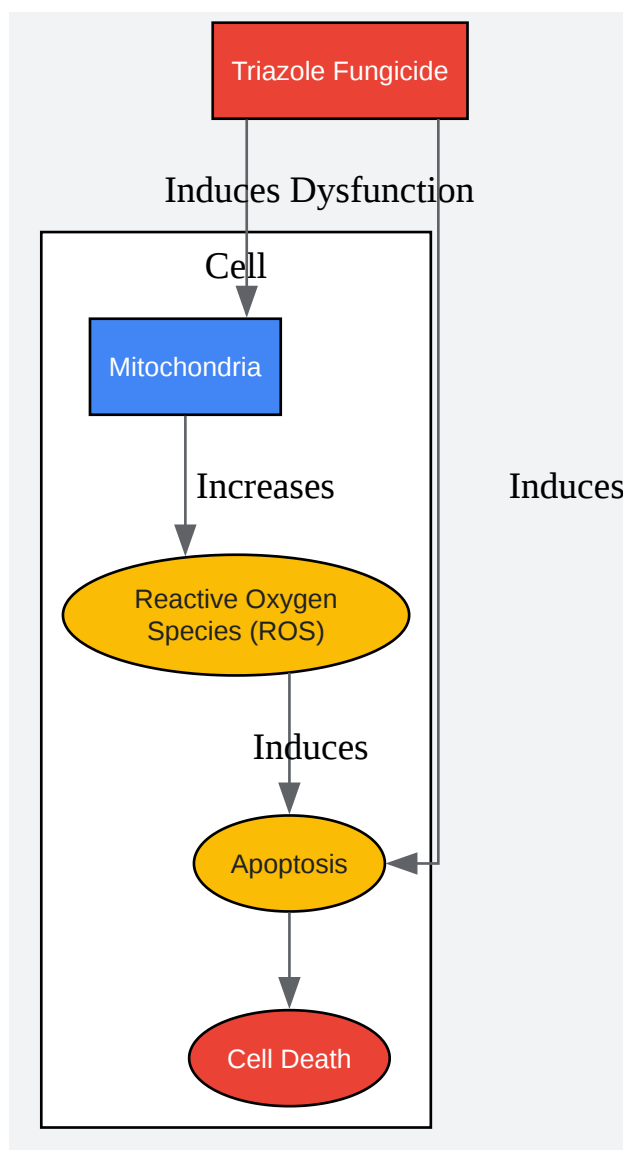 Triazole Fungicide
Induces Dysfunction
Cell
Mitochondria
Increases
Induces
Reactive Oxygen
Species (ROS)
Induces
Apoptosis
Cell Death